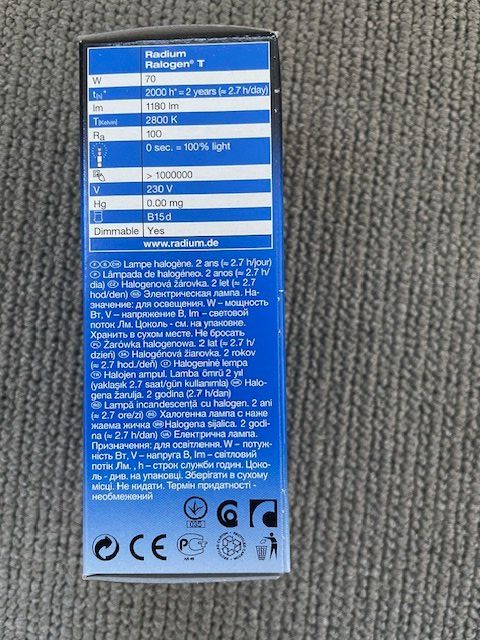 Radium
Ralogen® T
W 70
t[h]* 2000 h* = 2 years (≈ 2.7 h/day)
lm 1180 lm
T[Kelvin] 2800 K
Ra 100
0 sec. = 100% light
> 1000000
V 230 V
Hg 0.00 mg
B15d
Dimmable Yes
www.radium.de
Lampe halogène. 2 ans (≈ 2.7 h/jour)
Lâmpada de halogéneo. 2 anos (≈ 2.7 h/
dia) Halogenová žárovka. 2 let (≈ 2.7
hod/den) Электрическая лампа. На-
значение: для освещения. W – мощность
Вт, V – напряжение В, lm – световой
поток Лм. Цоколь - см. на упаковке.
Хранить в сухом месте. Не бросать
Żarówka halogenowa. 2 lat (≈ 2.7 h/
dzień) Halogénová žiarovka. 2 rokov
(≈ 2.7 hod./deň) Halogeninė lempa
Halojen ampul. Lamba ömrü 2 yıl
(yaklaşık 2.7 saat/gün kullanımla) Halo-
gena žarulja. 2 godina (2.7 h/dan)
Lampă incandescentă cu halogen. 2 ani
(≈ 2.7 ore/zi) Халогенна лампа с наже
жаема жичка Halogena sijalica. 2 godi-
na (≈ 2.7 h/dan) Електрична лампа.
Призначення: для освітлення. W – потуж-
ність Вт, V – напруга В, lm – світловий
потік Лм. , h – строк служби годин. Цоко-
ль - див. на упаковці. Зберігати в сухому
місці. Не кидати. Термін придатності -
необмежений
035
CE